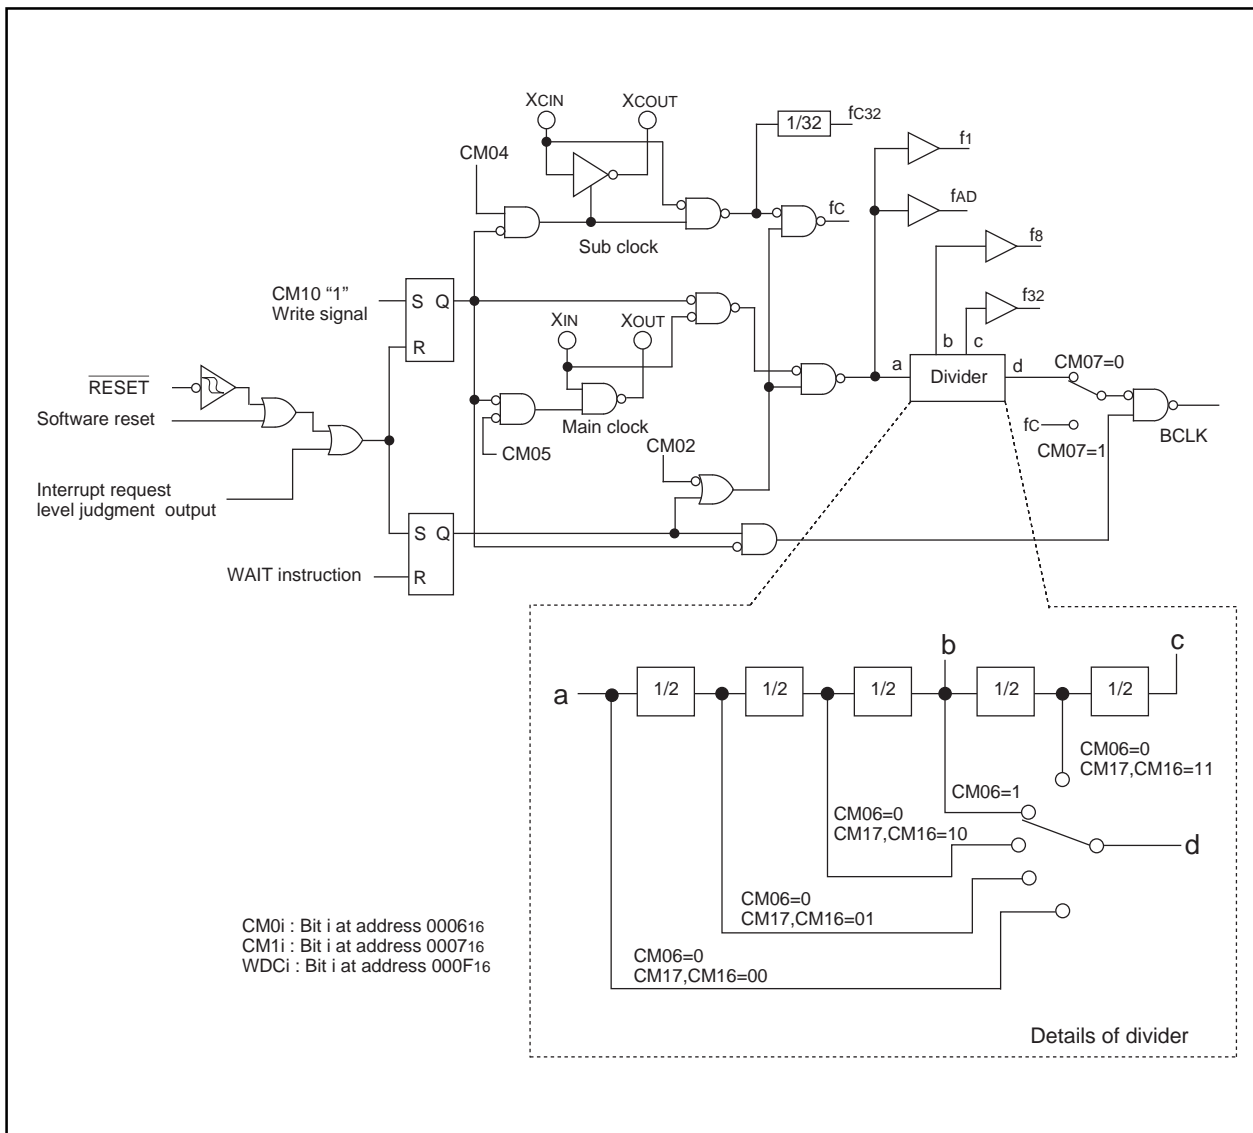 XCIN
XCOUT
1/32
fC32
f1
CM04
fAD
fC
f8
Sub clock
CM10 “1”
Write signal
S Q
R
f32
XIN
XOUT
b c
a
Divider
d
CM07=0
RESET
Software reset
Main clock
CM05
fC
CM07=1
BCLK
CM02
Interrupt request
level judgment output
S Q
R
WAIT instruction
a
1/2
1/2
1/2
b
1/2
1/2
c
CM06=0
CM17,CM16=11
CM06=1
CM06=0
CM17,CM16=10
d
CM06=0
CM17,CM16=01
CM06=0
CM17,CM16=00
CM0i : Bit i at address 000616
CM1i : Bit i at address 000716
WDCi : Bit i at address 000F16
Details of divider